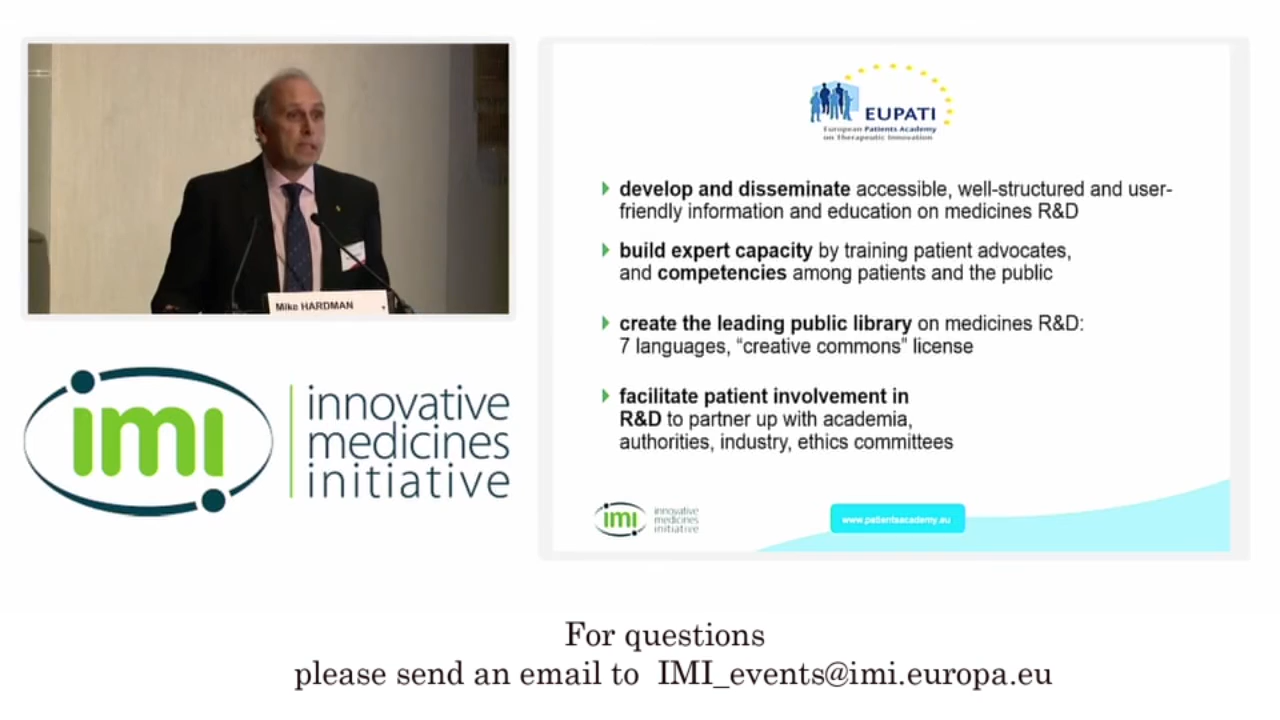 Mike HARDMAN
imi
innovative
medicines
initiative
EUPATI
European Patients Academy
on Therapeutic Innovation
develop and disseminate accessible, well-structured and user-
friendly information and education on medicines R&D
build expert capacity by training patient advocates,
and competencies among patients and the public
create the leading public library on medicines R&D:
7 languages, “creative commons” license
facilitate patient involvement in
R&D to partner up with academia,
authorities, industry, ethics committees
imi
innovative
medicines
initiative
www.patientsacademy.eu
For questions
please send an email to IMI_events@imi.europa.eu